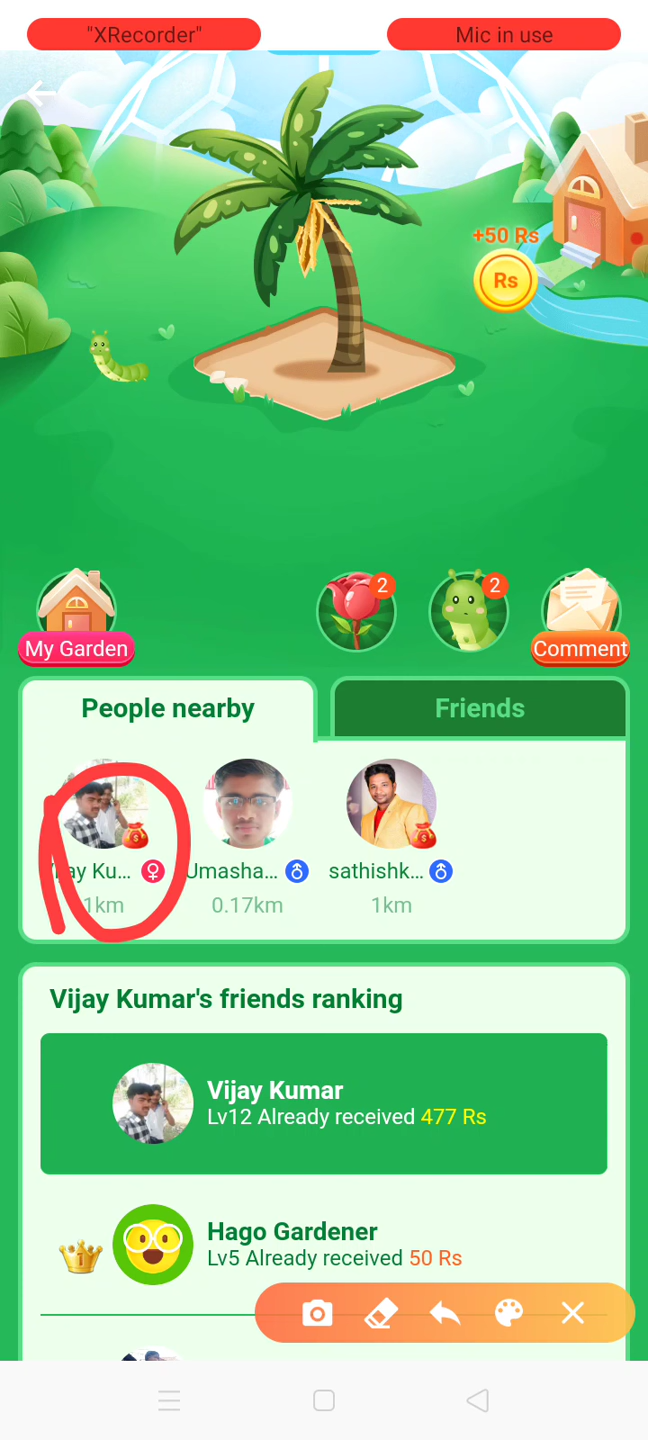 "XRecorder"
Mic in use
+50 Rs
Rs
2
2
My Garden
Comment
People nearby
Friends
Ku...
Umasha...
sathishk...
1km
0.17km
1km
Vijay Kumar's friends ranking
Vijay Kumar
Lv12 Already received 477 Rs
1
Hago Gardener
Lv5 Already received 50 Rs